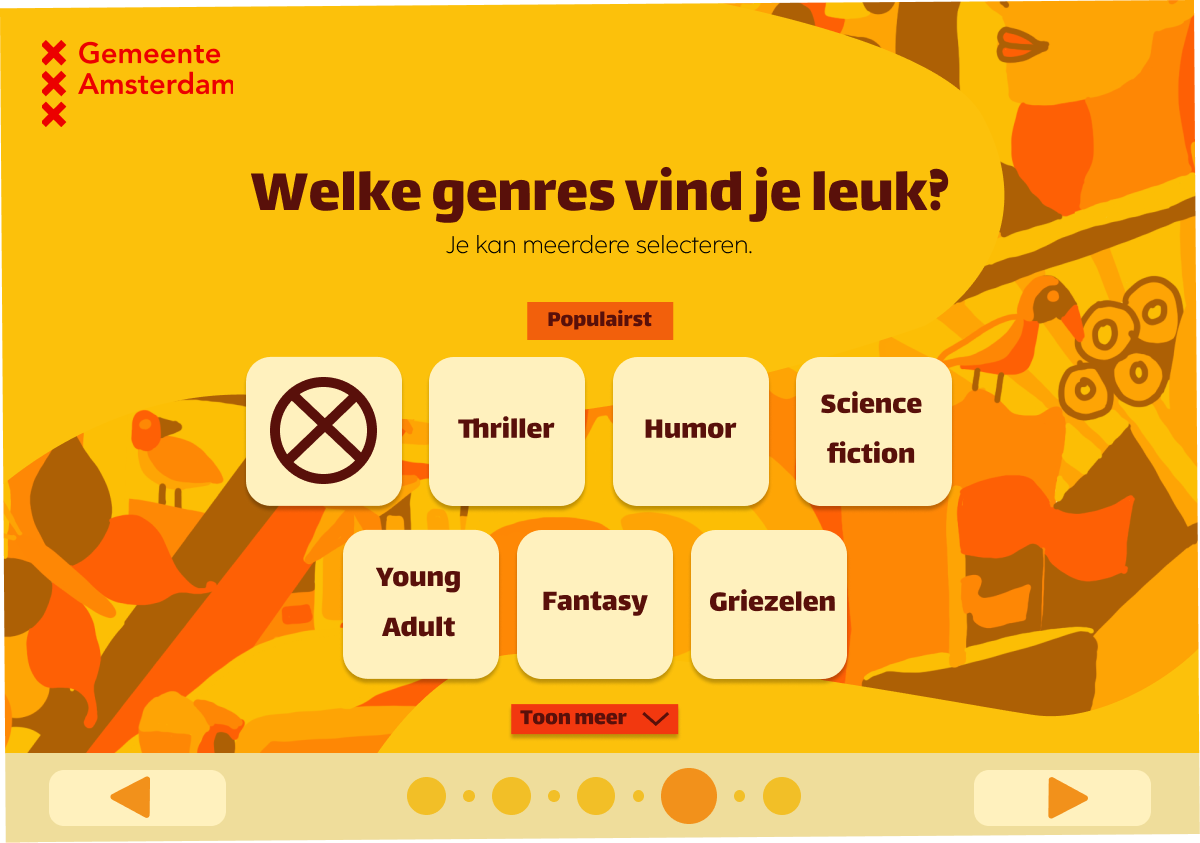 Gemeente
Amsterdam
Welke genres vind je leuk?
Je kan meerdere selecteren.
Populairst
Thriller
Humor
Science
fiction
Young
Adult
Fantasy
Griezelen
Toon meer